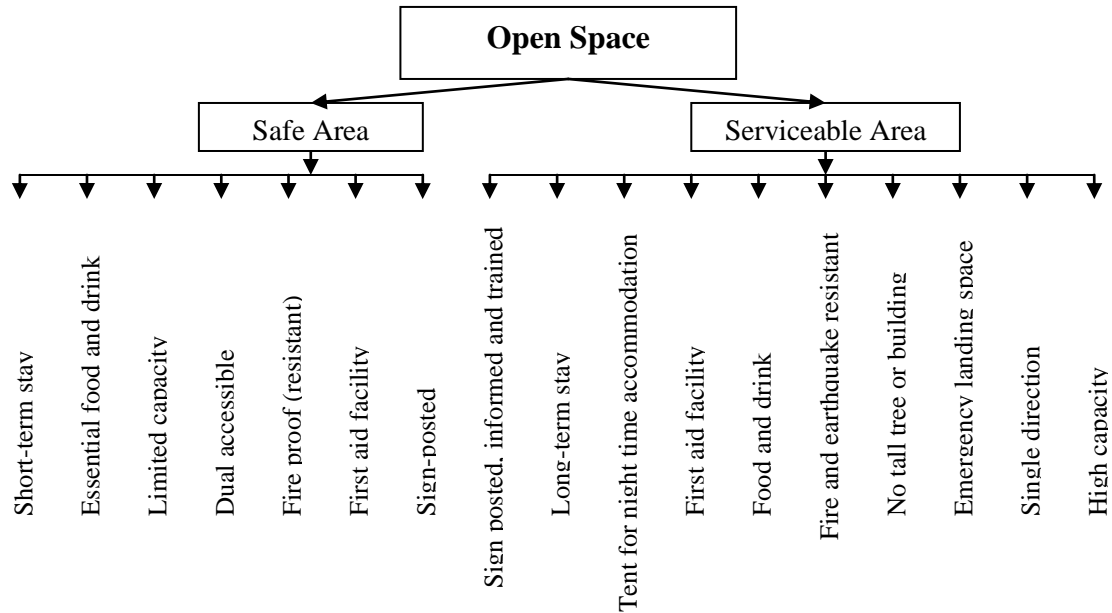 Open Space
Safe Area
Serviceable Area
Short-term stay
Essential food and drink
Limited capacity
Dual accessible
Fire proof (resistant)
First aid facility
Sign-posted
Sign posted, informed and trained
Long-term stay
Tent for night time accommodation
First aid facility
Food and drink
Fire and earthquake resistant
No tall tree or building
Emergency landing space
Single direction
High capacity